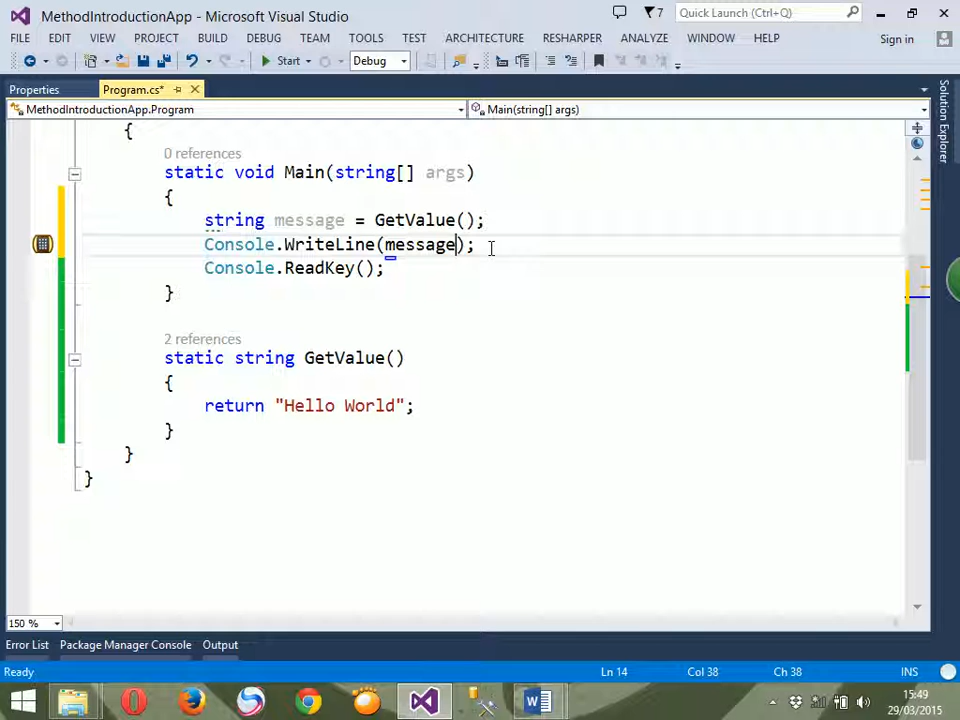 MethodIntroductionApp - Microsoft Visual Studio
7
Quick Launch (Ctrl+Q)
FILE EDIT VIEW PROJECT BUILD DEBUG TEAM TOOLS TEST ARCHITECTURE RESHARPER ANALYZE WINDOW HELP Sign in
Start Debug
Properties Program.cs*
MethodIntroductionApp.Program Main(string[] args)
Solution Explorer
{
0 references
static void Main(string[] args)
{
string message = GetValue();
Console.WriteLine(message);
Console.ReadKey();
}
2 references
static string GetValue()
{
return "Hello World";
}
}
}
150 %
Error List Package Manager Console Output
Ready Ln 14 Col 38 Ch 38 INS
15:49
29/03/2015